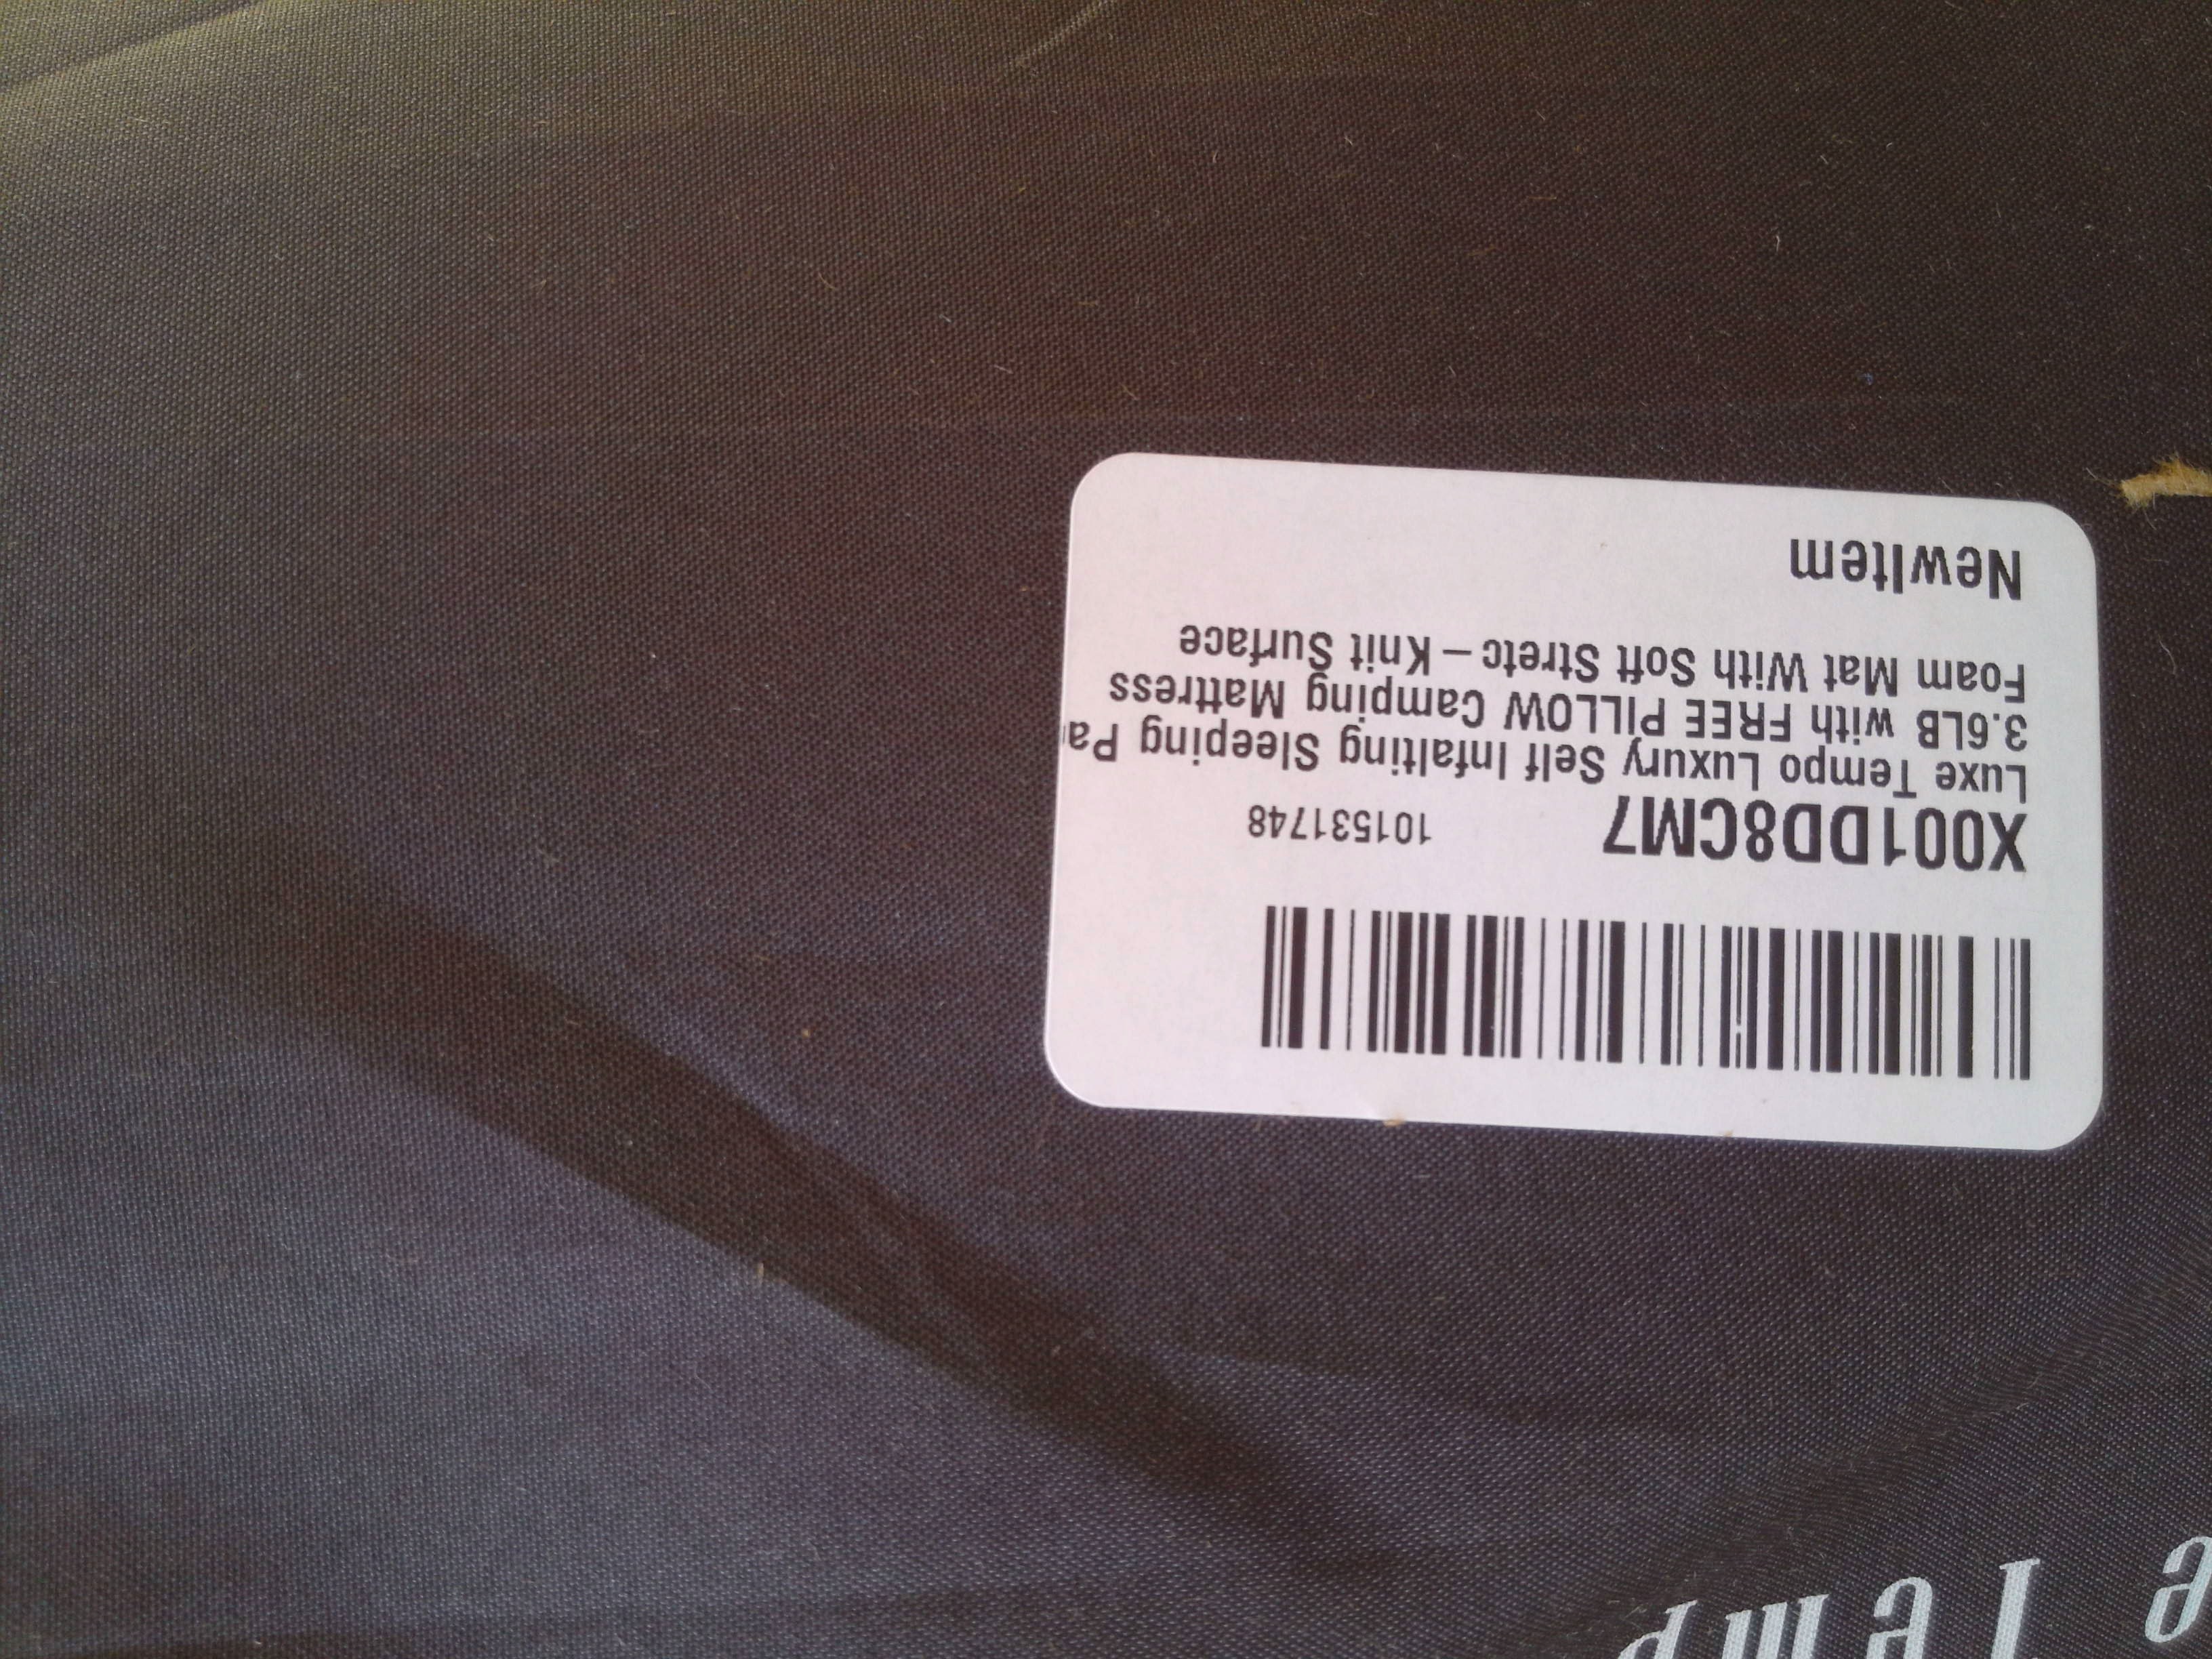 X001DD8CM7 101531748
Luxe Tempo Luxury Self Infalting Sleeping Pa
3.6LB with FREE PILLOW Camping Mattress
Foam Mat With Soft Stretc – Knit Surface
NewItem
e Temp